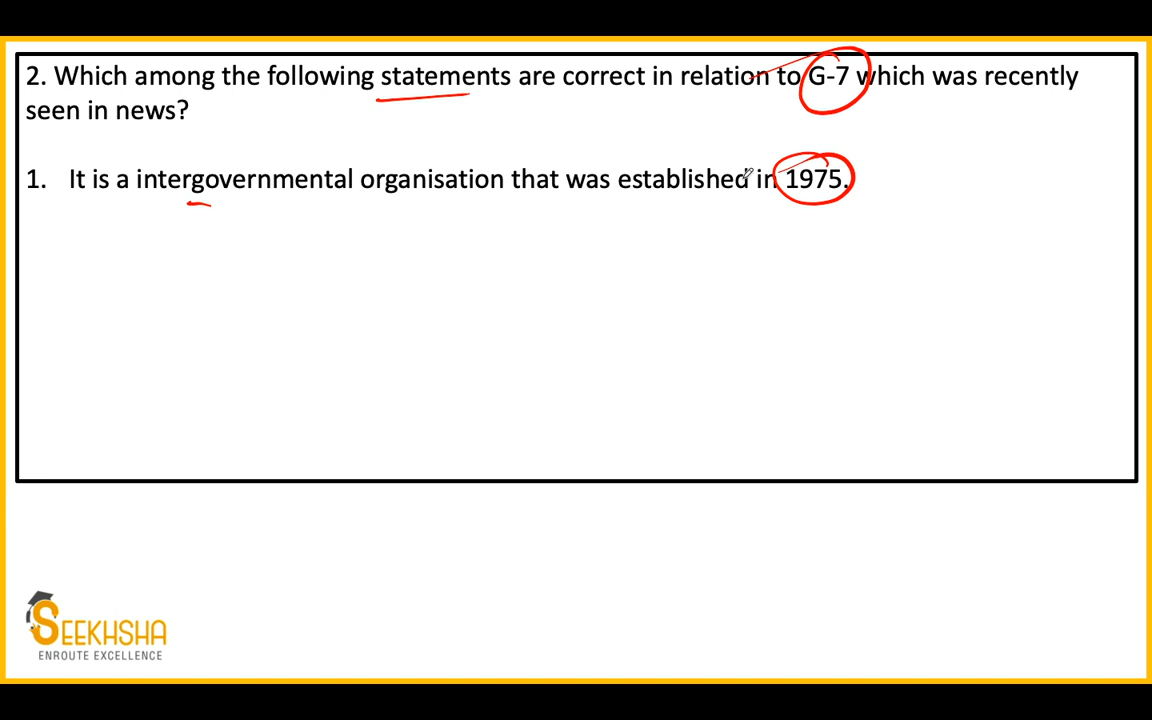 2. Which among the following statements are correct in relation to G-7 which was recently
seen in news?
1. It is a intergovernmental organisation that was established in 1975.
SEEKHSHA
ENROUTE EXCELLENCE